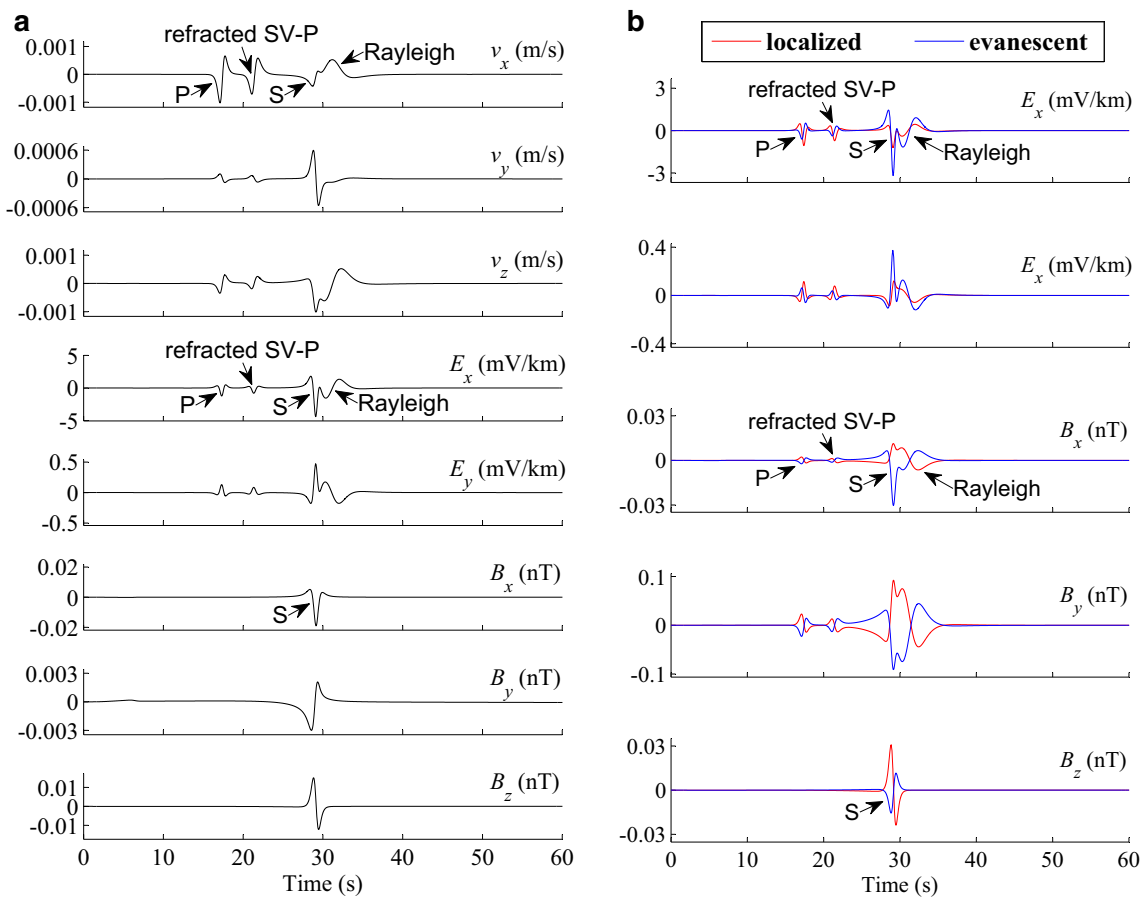 a
refracted SV-P
Rayleigh
v_x (m/s)
0.001
0
-0.001
P
S
v_y (m/s)
0.0006
0
-0.0006
v_z (m/s)
0.001
0
-0.001
refracted SV-P
E_x (mV/km)
5
0
-5
P
S
Rayleigh
E_y (mV/km)
0.5
0
-0.5
B_x (nT)
0.02
0
-0.02
S
B_y (nT)
0.003
0
-0.003
B_z (nT)
0.01
0
-0.01
0 10 20 30 40 50 60
Time (s)
b
localized evanescent
refracted SV-P
E_x (mV/km)
3
0
-3
P
S
Rayleigh
E_x (mV/km)
0.4
0
-0.4
refracted SV-P
B_x (nT)
0.03
0
-0.03
P
S
Rayleigh
B_y (nT)
0.1
0
-0.1
B_z (nT)
0.03
0
-0.03
S
0 10 20 30 40 50 60
Time (s)